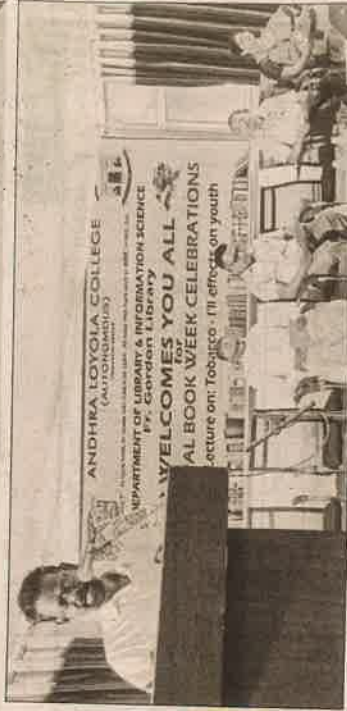 ANDHRA LOYOLA COLLEGE
(AUTONOMOUS)
DEPARTMENT OF LIBRARY & INFORMATION SCIENCE
Fr. Gordon Library
WELCOMES YOU ALL
for
AL BOOK WEEK CELEBRATIONS
Lecture on: Tobacco - I'll effects on youth